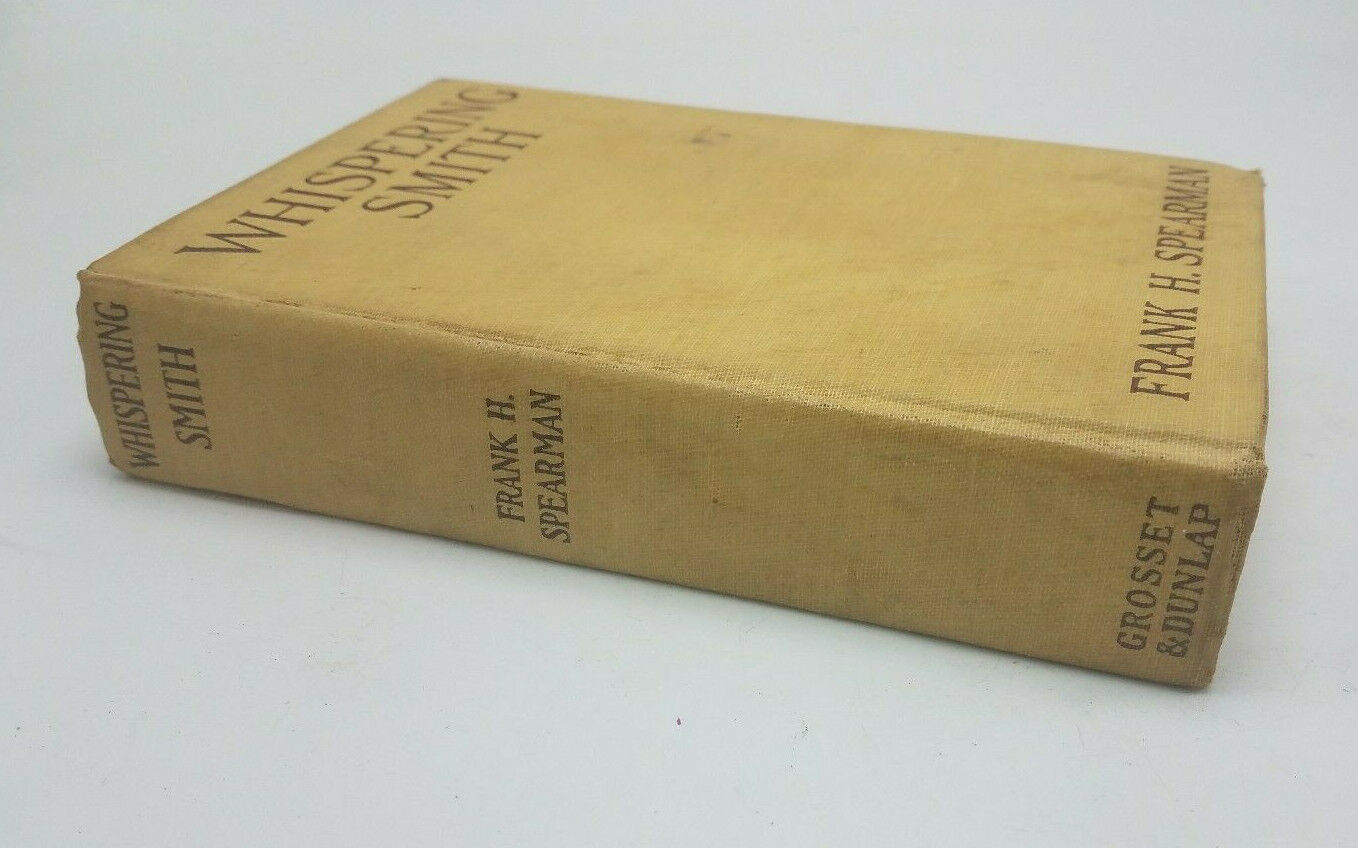 WHISPERING
SMITH
FRANK H. SPEARMAN
WHISPERING
SMITH
FRANK H.
SPEARMAN
GROSSET
&DUNLAP